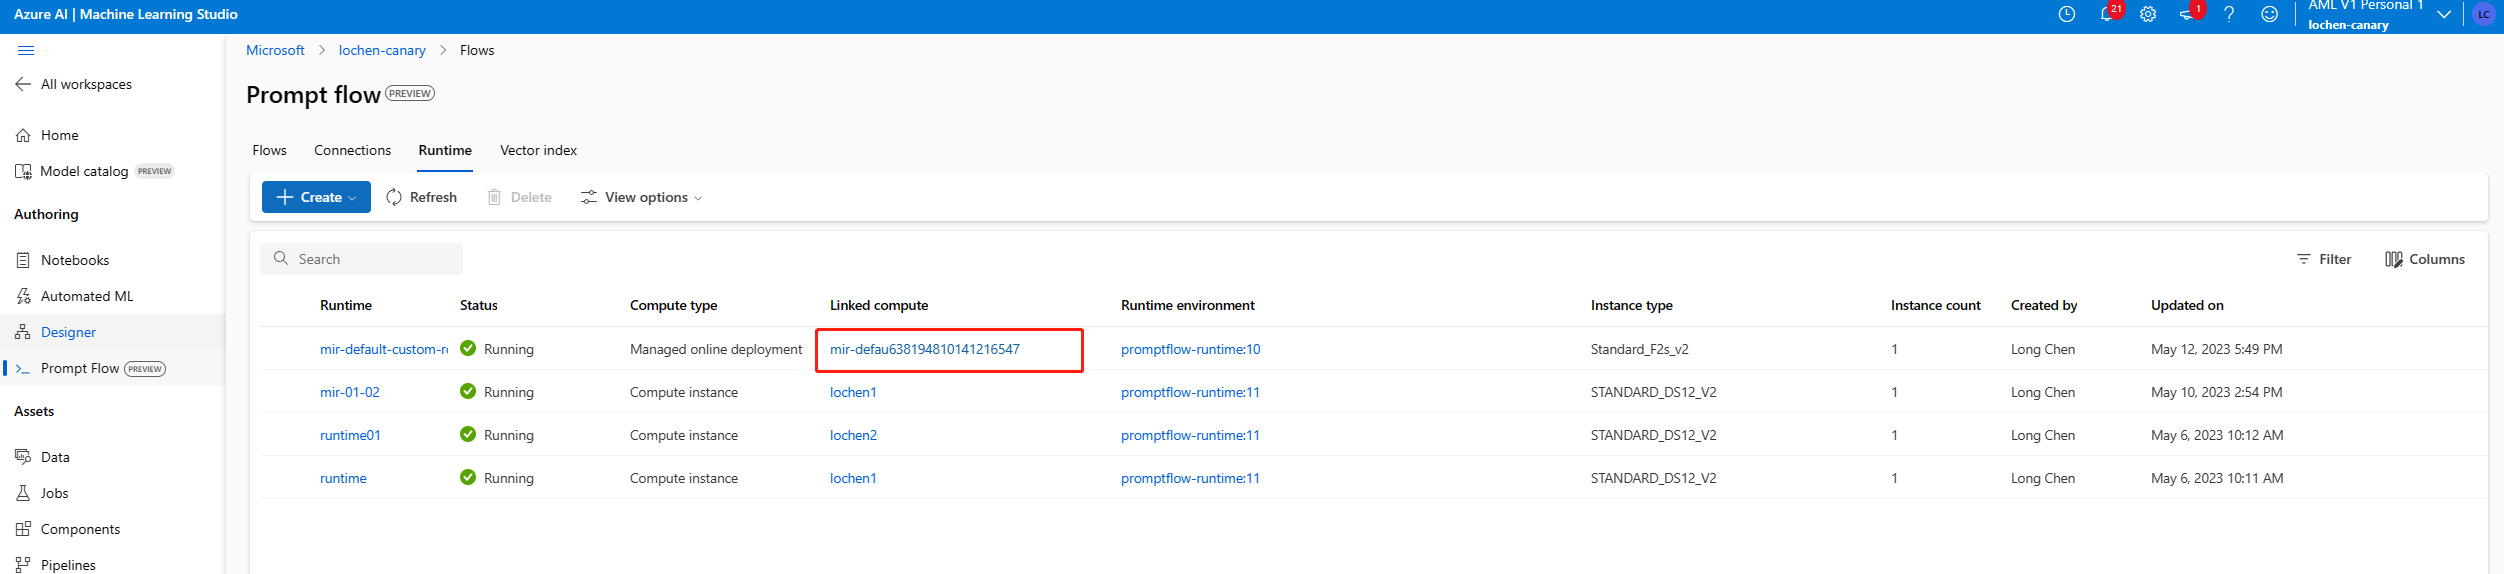 Azure AI | Machine Learning Studio
21
1
AML V1 Personal 1
lochen-canary
LC
Microsoft > lochen-canary > Flows
All workspaces
Prompt flow PREVIEW
Home
Model catalog PREVIEW
Authoring
Notebooks
Automated ML
Designer
Prompt Flow PREVIEW
Assets
Data
Jobs
Components
Pipelines
Flows Connections Runtime Vector index
Create Refresh Delete View options
Search Filter Columns
Runtime Status Compute type Linked compute Runtime environment Instance type Instance count Created by Updated on
mir-default-custom-r Running Managed online deployment mir-defau638194810141216547 promptflow-runtime:10 Standard_F2s_v2 1 Long Chen May 12, 2023 5:49 PM
mir-01-02 Running Compute instance lochen1 promptflow-runtime:11 STANDARD_DS12_V2 1 Long Chen May 10, 2023 2:54 PM
runtime01 Running Compute instance lochen2 promptflow-runtime:11 STANDARD_DS12_V2 1 Long Chen May 6, 2023 10:12 AM
runtime Running Compute instance lochen1 promptflow-runtime:11 STANDARD_DS12_V2 1 Long Chen May 6, 2023 10:11 AM